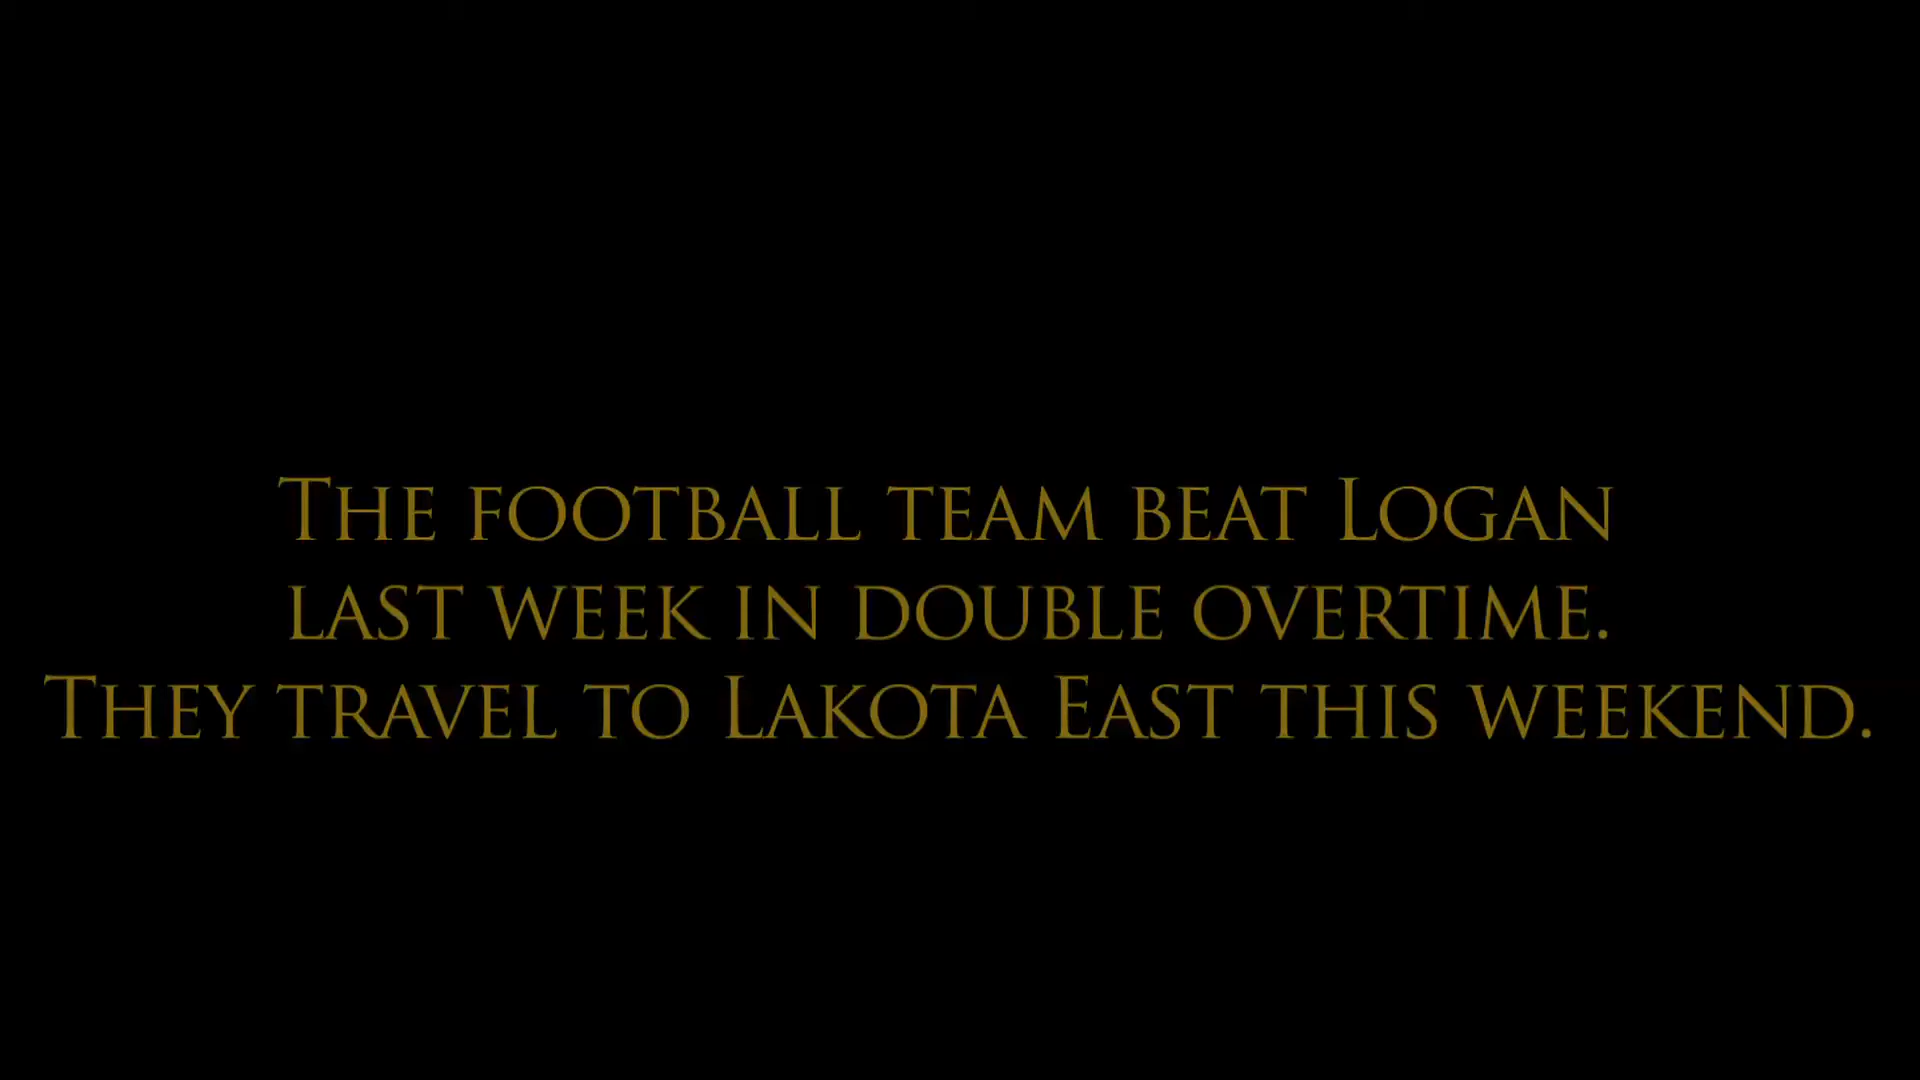 The football team beat Logan
last week in double overtime.
They travel to Lakota East this weekend.